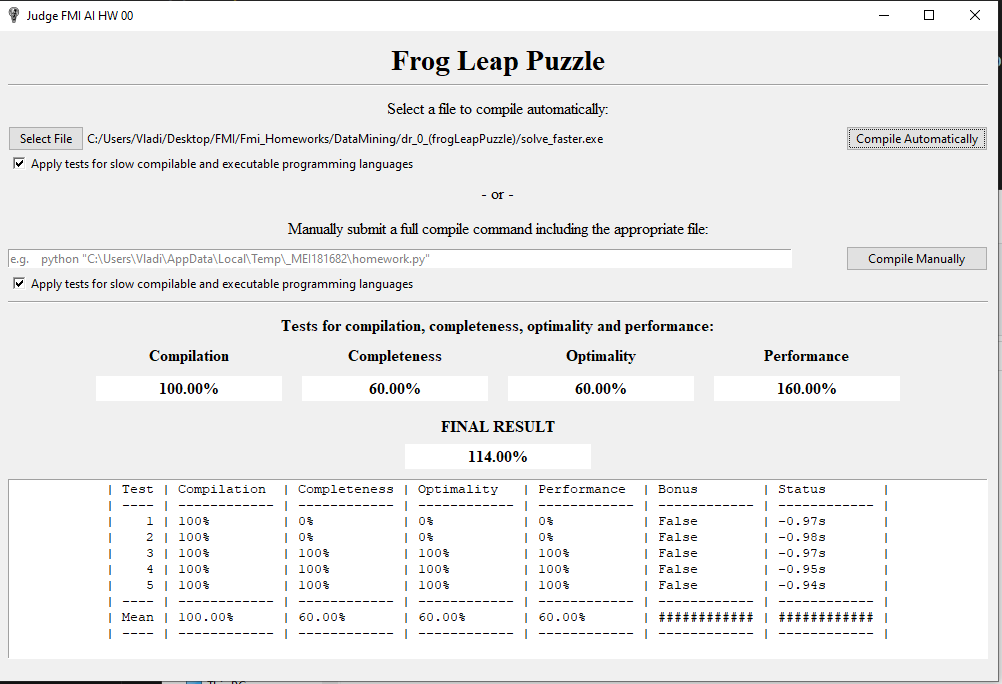 Judge FMI AI HW 00
Frog Leap Puzzle
Select a file to compile automatically:
Select File C:/Users/Vladi/Desktop/FMI/Fmi_Homeworks/DataMining/dr_0_(frogLeapPuzzle)/solve_faster.exe Compile Automatically
Apply tests for slow compilable and executable programming languages
- or -
Manually submit a full compile command including the appropriate file:
e.g. python "C:\Users\Vladi\AppData\Local\Temp\_MEI181682\homework.py" Compile Manually
Apply tests for slow compilable and executable programming languages
Tests for compilation, completeness, optimality and performance:
Compilation Completeness Optimality Performance
100.00% 60.00% 60.00% 160.00%
FINAL RESULT
114.00%
| Test | Compilation | Completeness | Optimality | Performance | Bonus | Status |
| ---- | ------------ | ------------ | ------------ | ------------ | ------------ | ------------ |
| 1 | 100% | 0% | 0% | 0% | False | -0.97s |
| 2 | 100% | 0% | 0% | 0% | False | -0.98s |
| 3 | 100% | 100% | 100% | 100% | False | -0.97s |
| 4 | 100% | 100% | 100% | 100% | False | -0.95s |
| 5 | 100% | 100% | 100% | 100% | False | -0.94s |
| ---- | ------------ | ------------ | ------------ | ------------ | ------------ | ------------ |
| Mean | 100.00% | 60.00% | 60.00% | 60.00% | ############ | ############ |
| ---- | ------------ | ------------ | ------------ | ------------ | ------------ | ------------ |